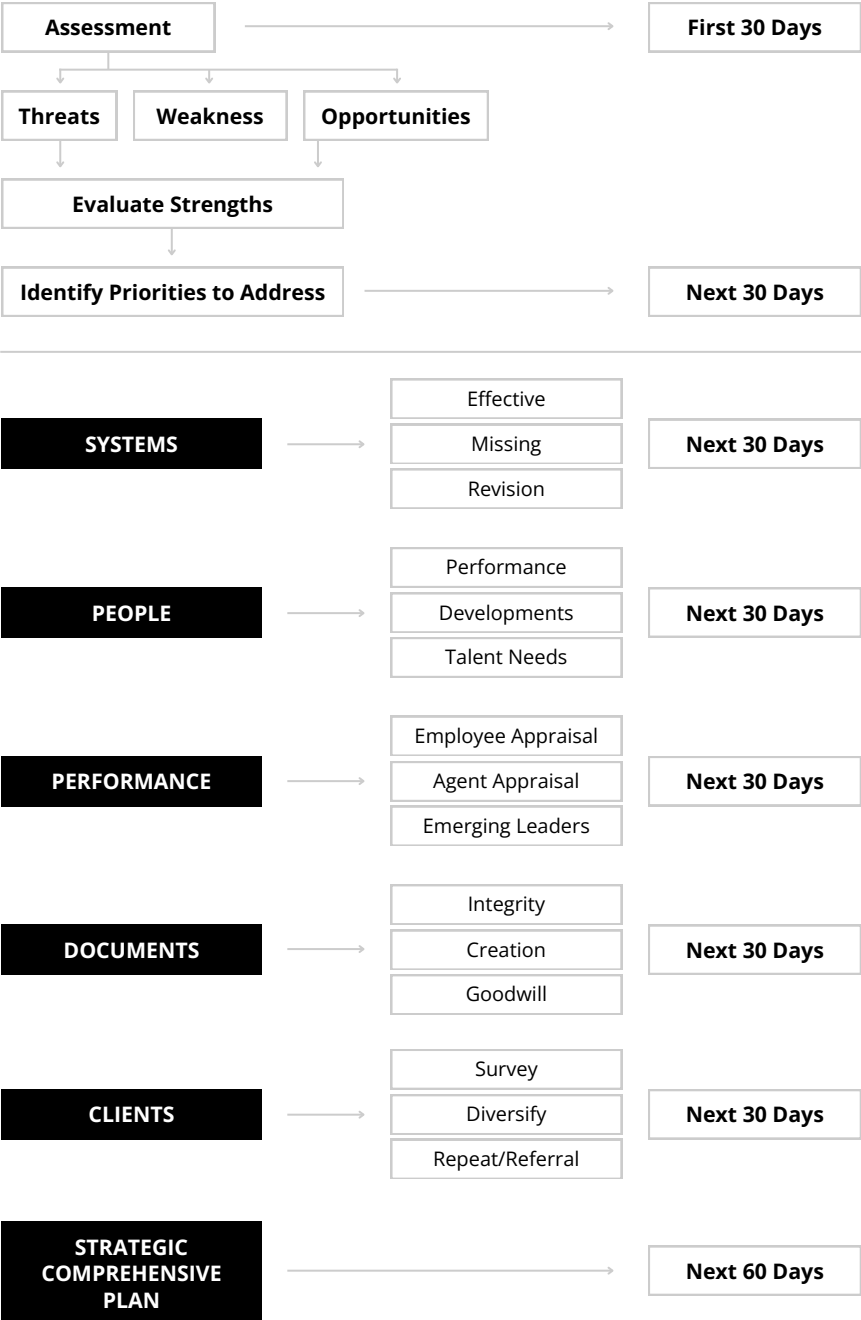 Assessment
First 30 Days
Threats
Weakness
Opportunities
Evaluate Strengths
Identify Priorities to Address
Next 30 Days
Effective
SYSTEMS
Missing
Next 30 Days
Revision
Performance
PEOPLE
Developments
Next 30 Days
Talent Needs
Employee Appraisal
PERFORMANCE
Agent Appraisal
Next 30 Days
Emerging Leaders
Integrity
DOCUMENTS
Creation
Next 30 Days
Goodwill
Survey
CLIENTS
Diversify
Next 30 Days
Repeat/Referral
STRATEGIC
COMPREHENSIVE
PLAN
Next 60 Days